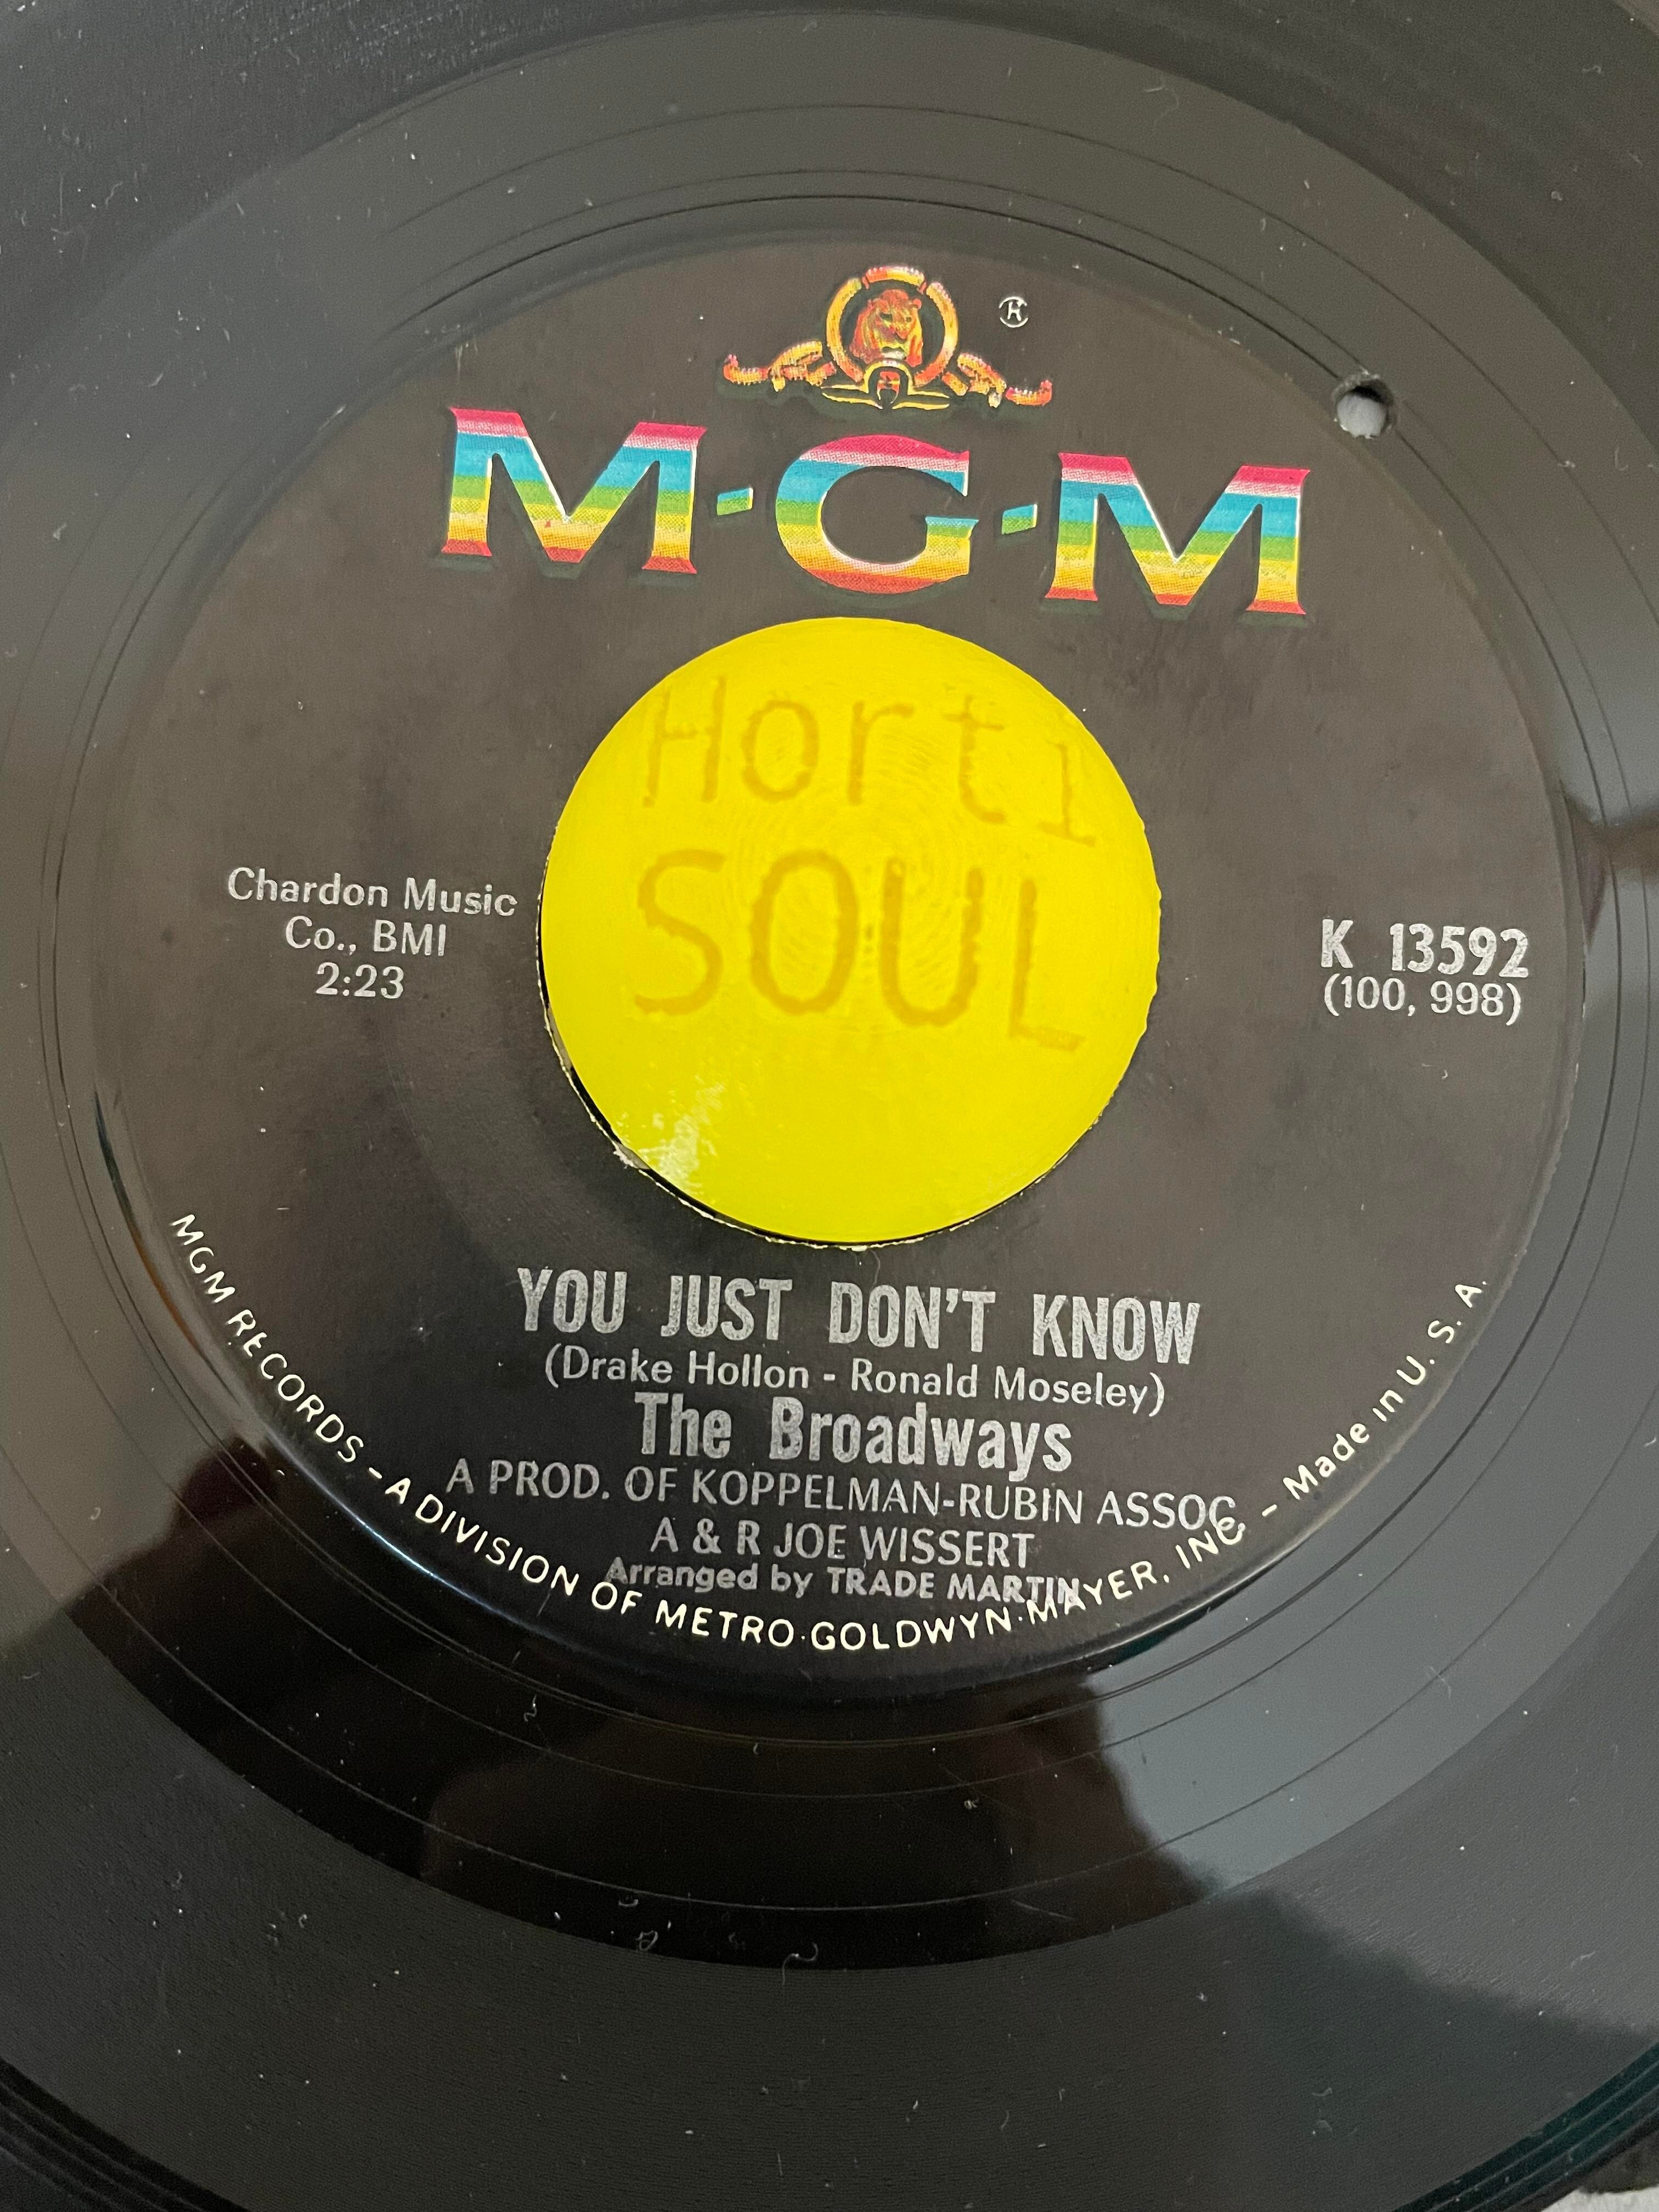 ®
M-G-M
Hort1
SOUL
Chardon Music
Co., BMI
2:23
K 13592
(100, 998)
YOU JUST DON'T KNOW
(Drake Hollon - Ronald Moseley)
The Broadways
A PROD. OF KOPPELMAN-RUBIN ASSOC.
A & R JOE WISSERT
Arranged by TRADE MARTIN
MGM RECORDS - A DIVISION OF METRO-GOLDWYN-MAYER, INC. - Made in U. S. A.